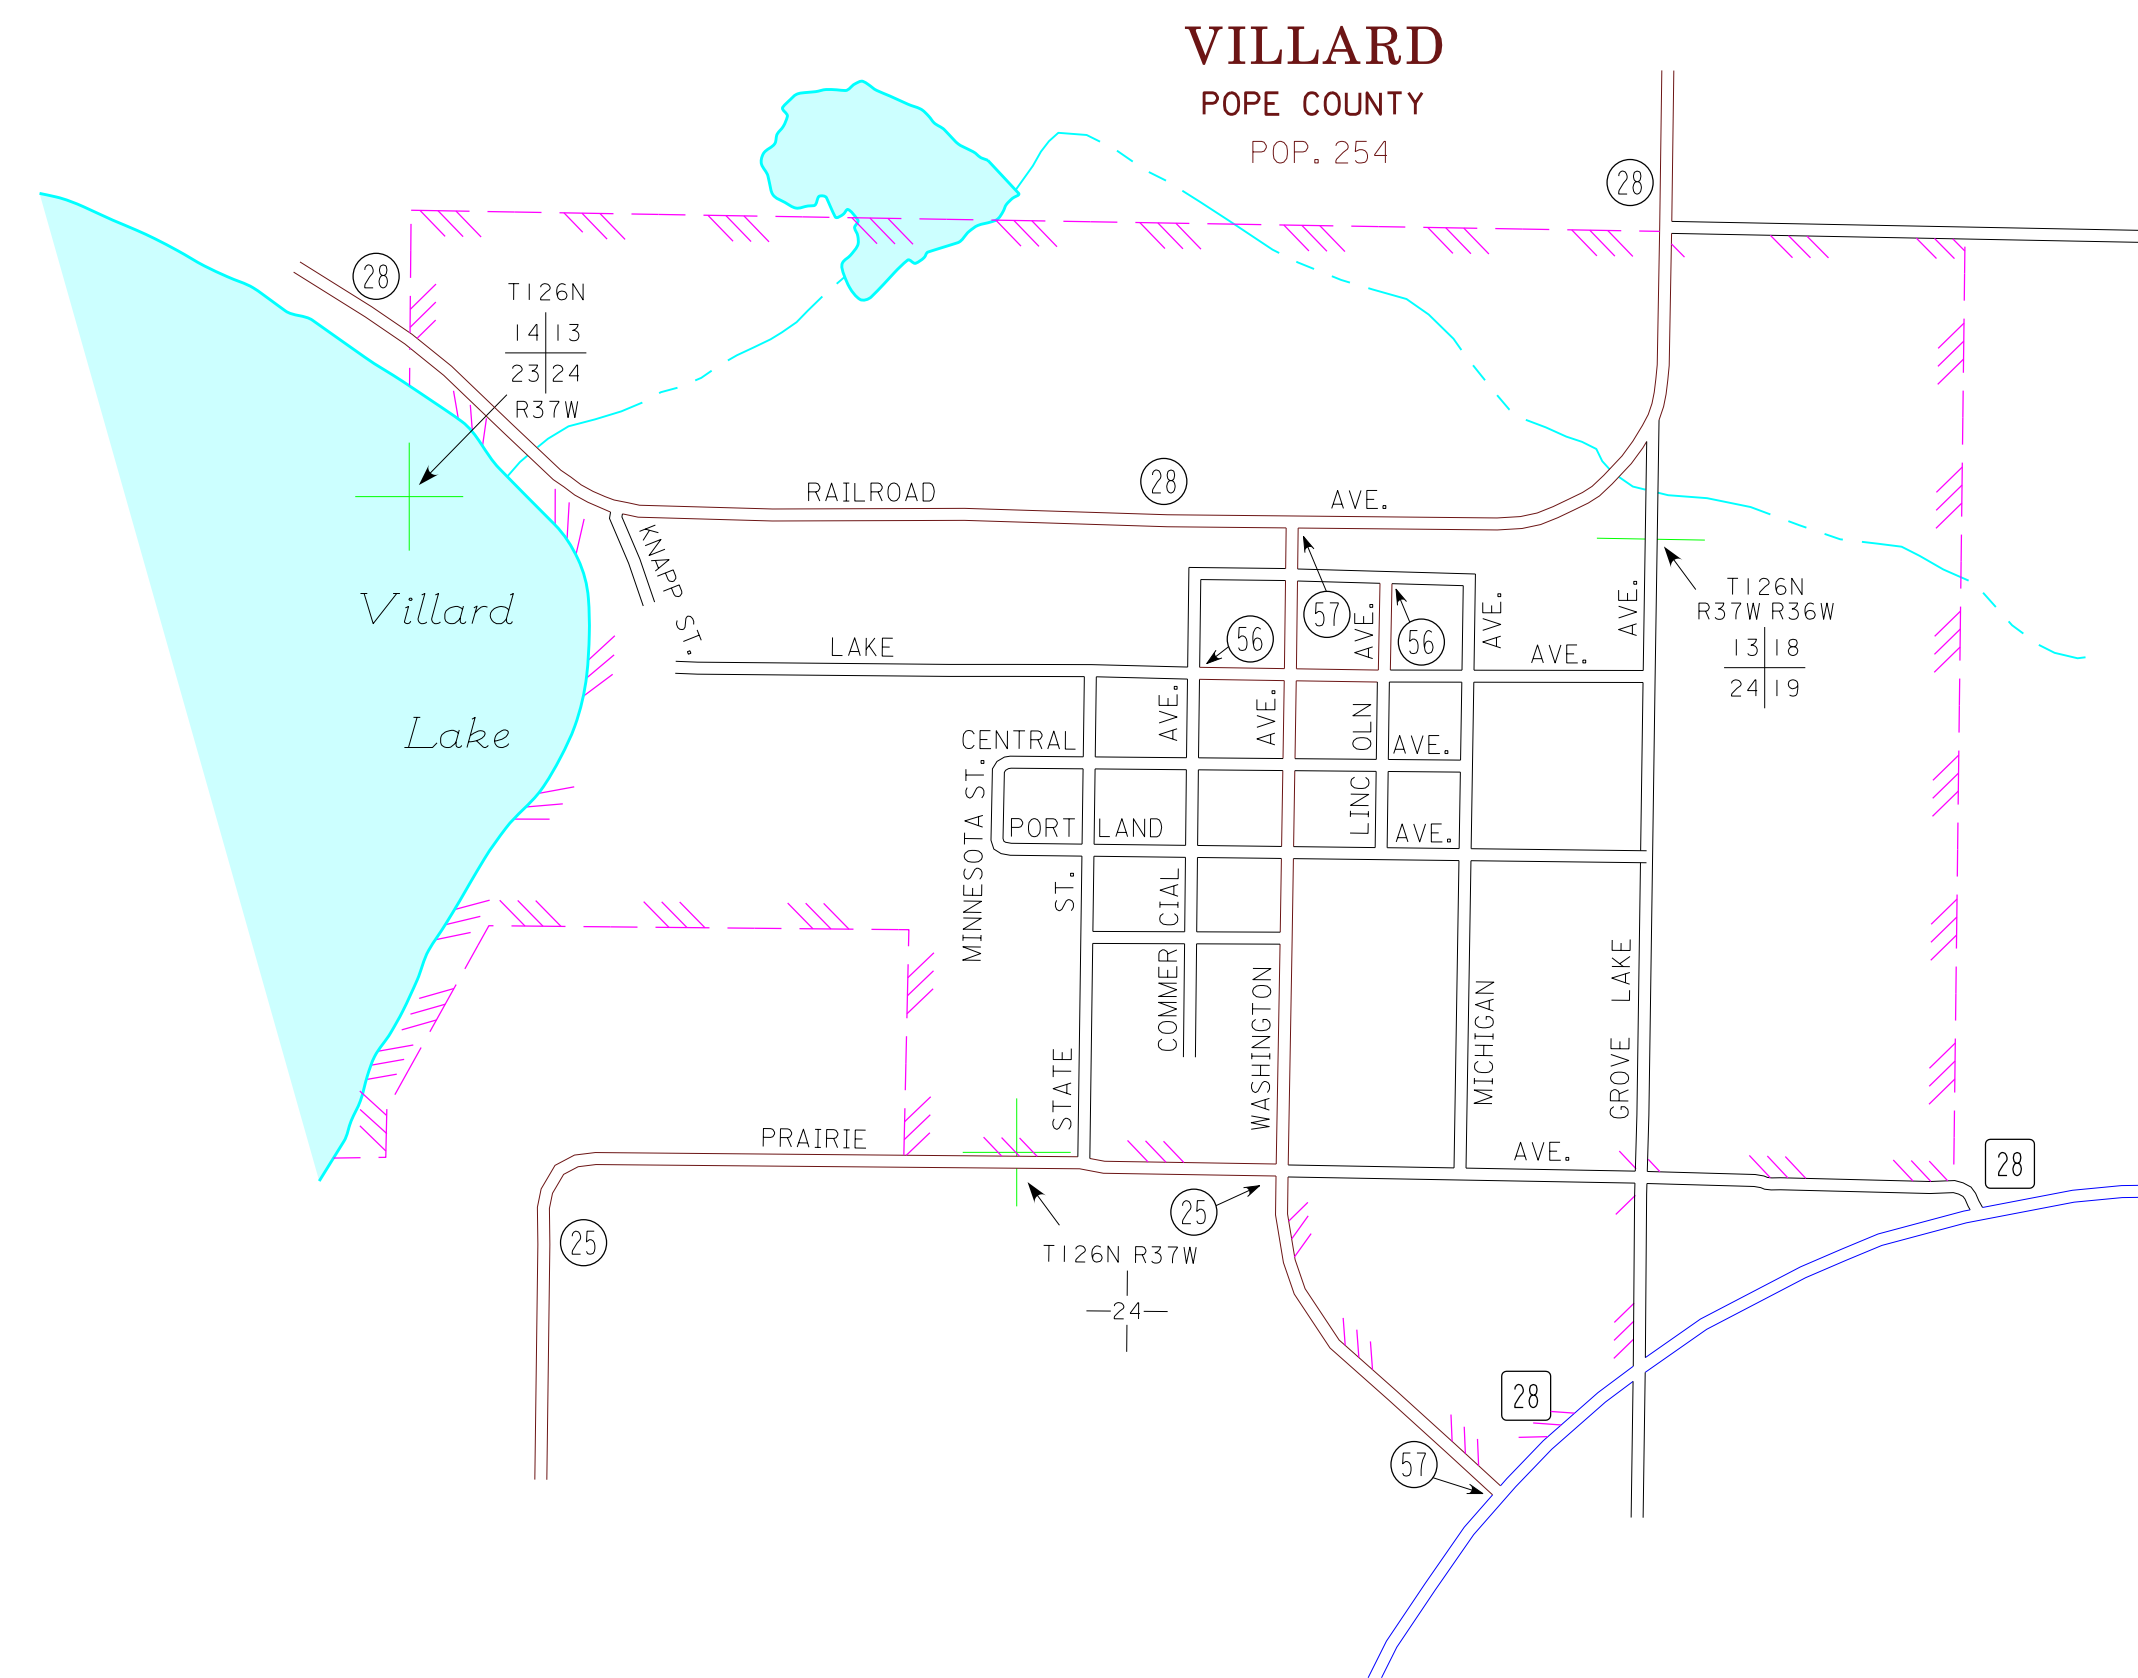 VILLARD
POPE COUNTY
POP. 254
28
28
T126N
14 13
23 24
R37W
RAILROAD
28
AVE.
KNAPP ST.
Villard
Lake
LAKE
56
57
AVE.
56
AVE.
AVE.
AVE.
T126N
R37W R36W
13 18
24 19
AVE.
AVE.
LINC OLN
CENTRAL
AVE.
MINNESOTA ST.
PORT LAND
AVE.
STATE ST.
COMMER CIAL
WASHINGTON
MICHIGAN
GROVE LAKE
PRAIRIE
AVE.
28
25
25
T126N R37W
24
28
57